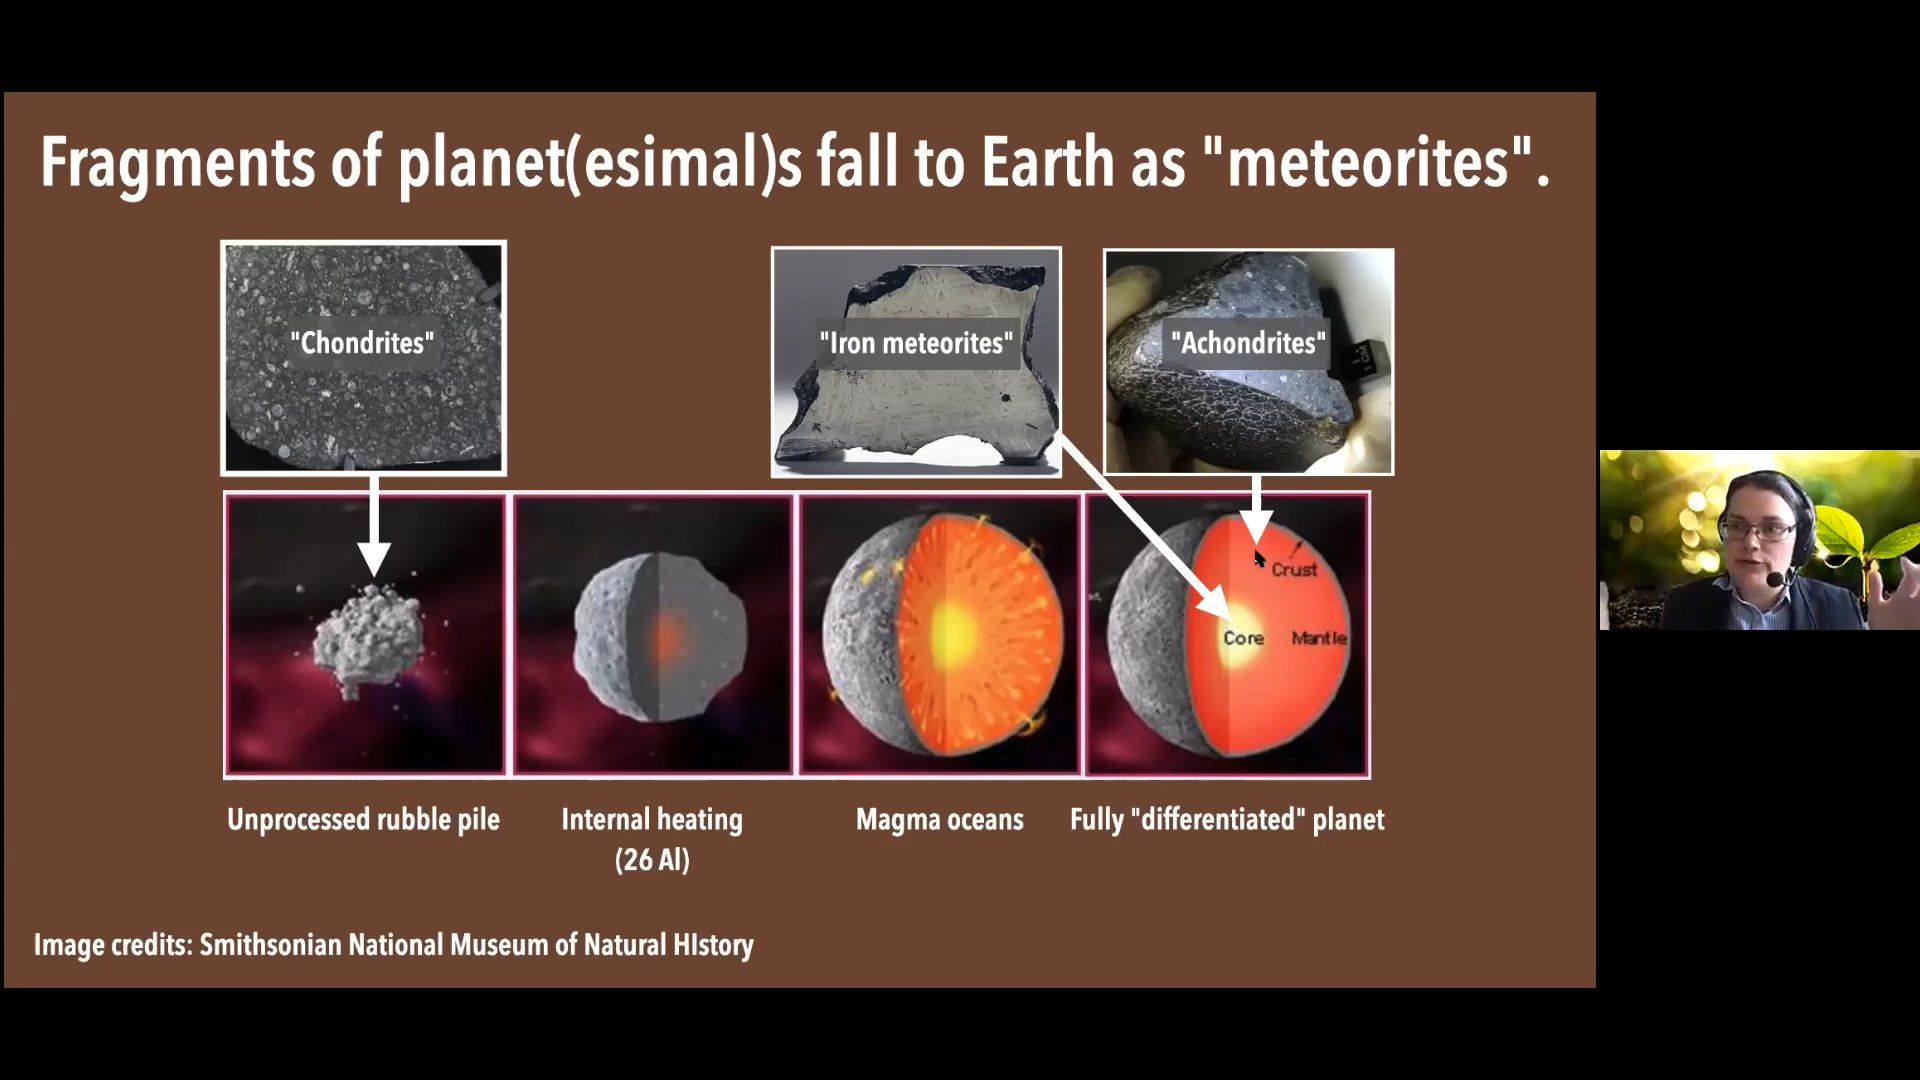 Fragments of planet(esimal)s fall to Earth as "meteorites".
"Chondrites"
"Iron meteorites"
"Achondrites"
Crust
Core
Mantle
Unprocessed rubble pile
Internal heating
(26 Al)
Magma oceans
Fully "differentiated" planet
Image credits: Smithsonian National Museum of Natural HIstory